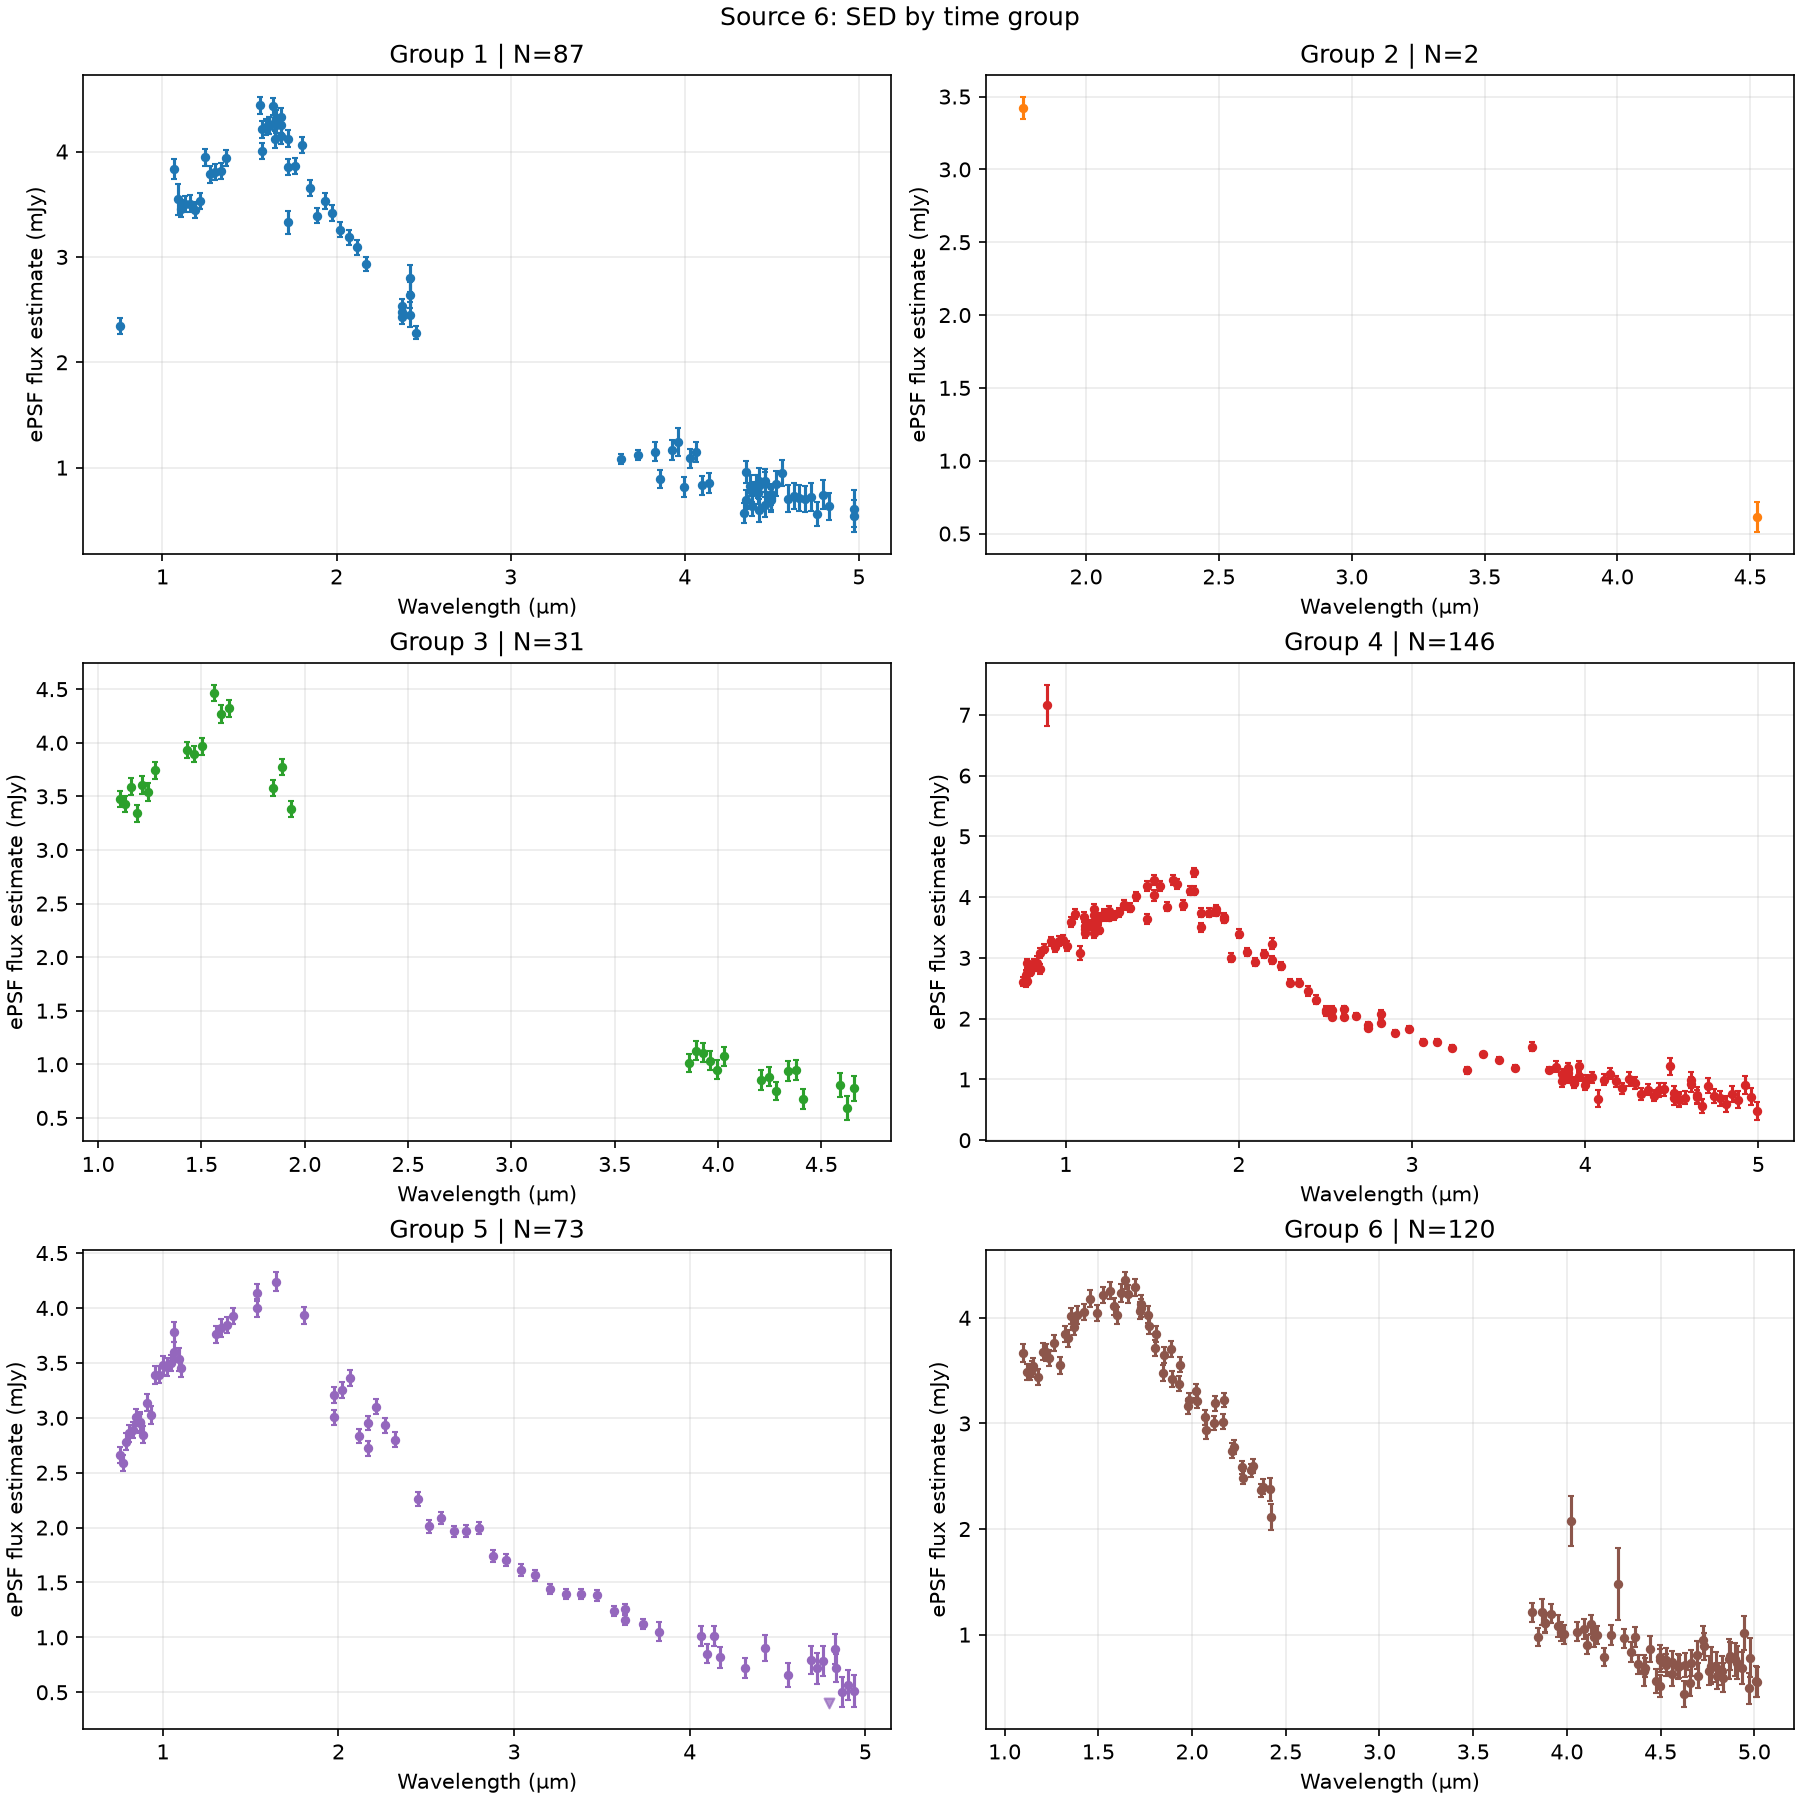 Source 6: SED by time group
Group 1 | N=87
ePSF flux estimate (mJy)
4
3
2
1
1 2 3 4 5
Wavelength (μm)
Group 2 | N=2
ePSF flux estimate (mJy)
3.5
3.0
2.5
2.0
1.5
1.0
0.5
2.0 2.5 3.0 3.5 4.0 4.5
Wavelength (μm)
Group 3 | N=31
ePSF flux estimate (mJy)
4.5
4.0
3.5
3.0
2.5
2.0
1.5
1.0
0.5
1.0 1.5 2.0 2.5 3.0 3.5 4.0 4.5
Wavelength (μm)
Group 4 | N=146
ePSF flux estimate (mJy)
7
6
5
4
3
2
1
0
1 2 3 4 5
Wavelength (μm)
Group 5 | N=73
ePSF flux estimate (mJy)
4.5
4.0
3.5
3.0
2.5
2.0
1.5
1.0
0.5
1 2 3 4 5
Wavelength (μm)
Group 6 | N=120
ePSF flux estimate (mJy)
4
3
2
1
1.0 1.5 2.0 2.5 3.0 3.5 4.0 4.5 5.0
Wavelength (μm)